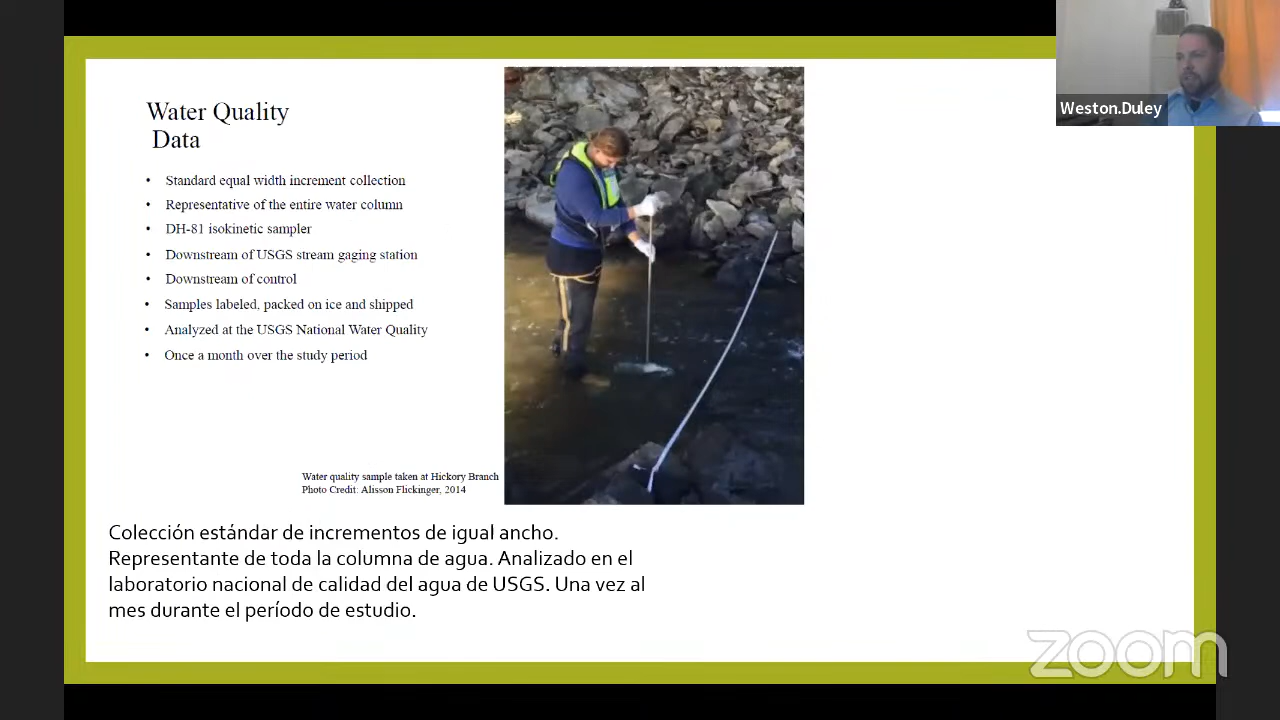 Weston.Duley
Water Quality
Data
• Standard equal width increment collection
• Representative of the entire water column
• DH-81 isokinetic sampler
• Downstream of USGS stream gaging station
• Downstream of control
• Samples labeled, packed on ice and shipped
• Analyzed at the USGS National Water Quality
• Once a month over the study period
Water quality sample taken at Hickory Branch
Photo Credit: Alisson Flickinger, 2014
Colección estándar de incrementos de igual ancho.
Representante de toda la columna de agua. Analizado en el
laboratorio nacional de calidad del agua de USGS. Una vez al
mes durante el período de estudio.
zoom